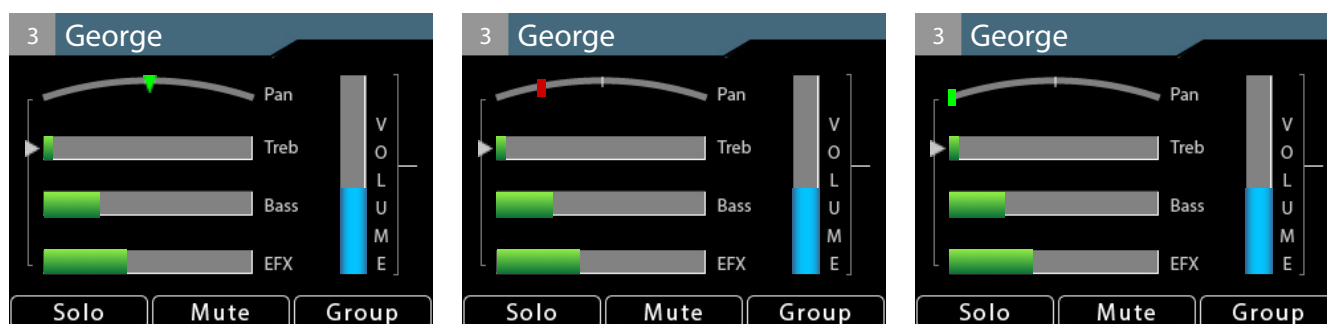 3 George
Pan
Treb
Bass
EFX
VOLUME
Solo Mute Group
3 George
Pan
Treb
Bass
EFX
VOLUME
Solo Mute Group
3 George
Pan
Treb
Bass
EFX
VOLUME
Solo Mute Group